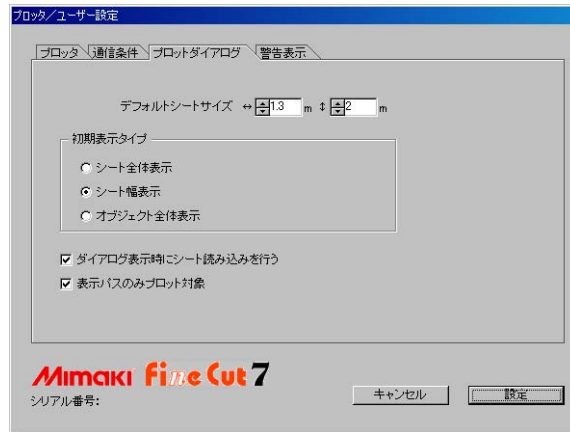 プロッタ／ユーザー設定
プロッタ 通信条件 プロットダイアログ 警告表示
デフォルトシートサイズ ↔ 1.3 m ↕ 2 m
初期表示タイプ
シート全体表示
シート幅表示
オブジェクト全体表示
ダイアログ表示時にシート読み込みを行う
表示パスのみプロット対象
Mimaki Fine Cut 7
シリアル番号:
キャンセル 設定